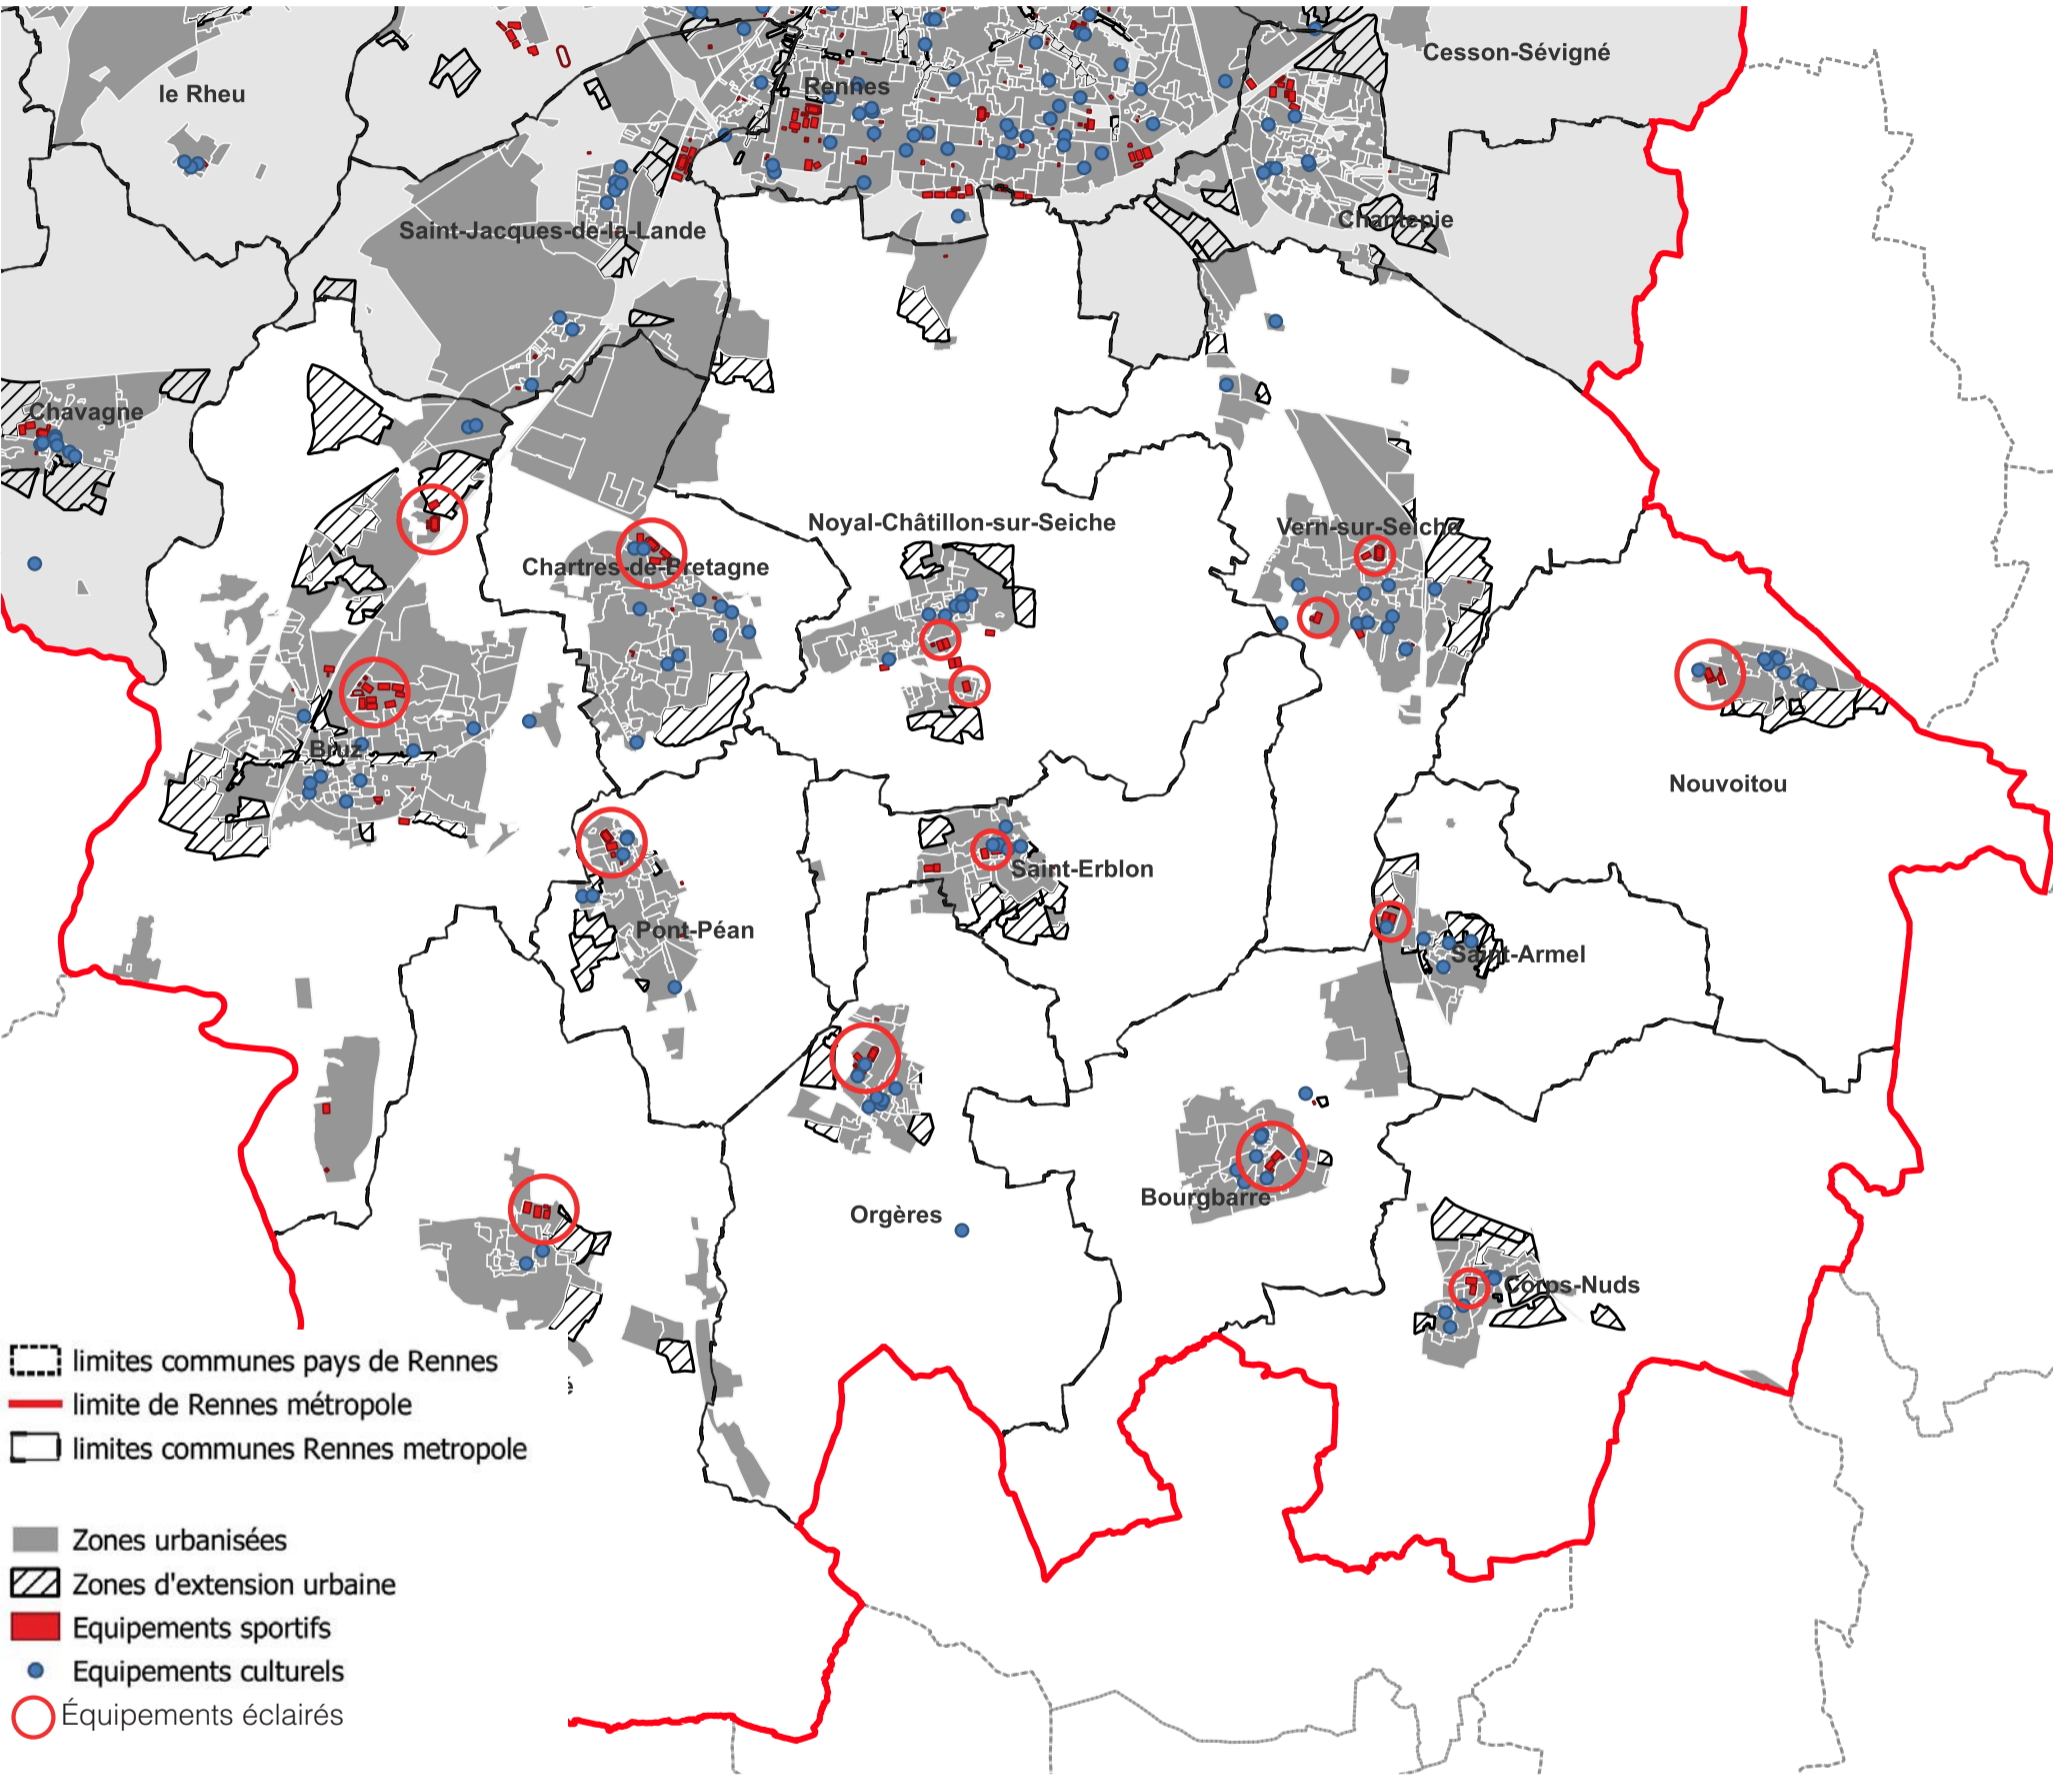 Cesson-Sévigné
le Rheu
Rennes
Chantepie
Saint-Jacques-de-la-Lande
Chavagne
Noyal-Châtillon-sur-Seiche
Vern-sur-Seiche
Chartres-de-Bretagne
Bruz
Nouvoitou
Saint-Erblon
Pont-Péan
Saint-Armel
Bourgbarré
Orgères
Corps-Nuds
limites communes pays de Rennes
limite de Rennes métropole
limites communes Rennes metropole
Zones urbanisées
Zones d'extension urbaine
Equipements sportifs
Equipements culturels
Équipements éclairés